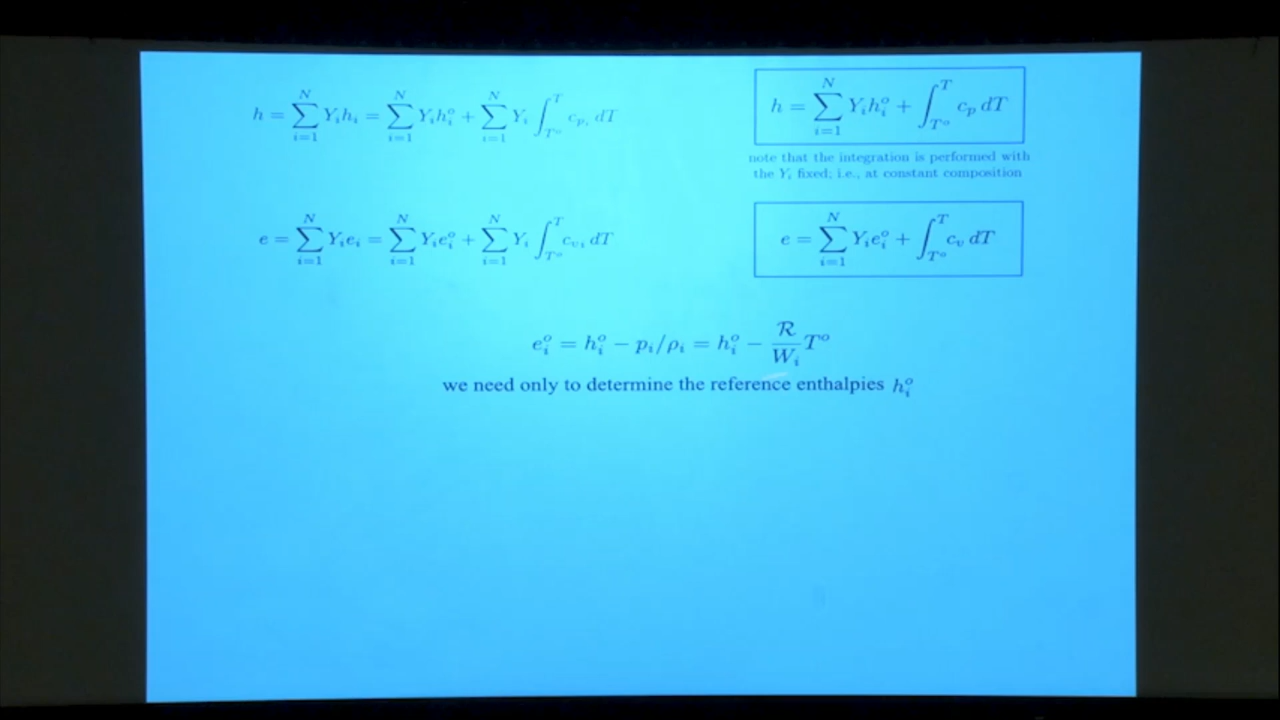 h = \sum_{i=1}^{N} Y_i h_i = \sum_{i=1}^{N} Y_i h_i^o + \sum_{i=1}^{N} Y_i \int_{T^o}^{T} c_{p_i} dT
h = \sum_{i=1}^{N} Y_i h_i^o + \int_{T^o}^{T} c_p dT
note that the integration is performed with
the Y_i fixed; i.e., at constant composition
e = \sum_{i=1}^{N} Y_i e_i = \sum_{i=1}^{N} Y_i e_i^o + \sum_{i=1}^{N} Y_i \int_{T^o}^{T} c_{v_i} dT
e = \sum_{i=1}^{N} Y_i e_i^o + \int_{T^o}^{T} c_v dT
e_i^o = h_i^o - p_i/\rho_i = h_i^o - \frac{\mathcal{R}}{W_i} T^o
we need only to determine the reference enthalpies h_i^o